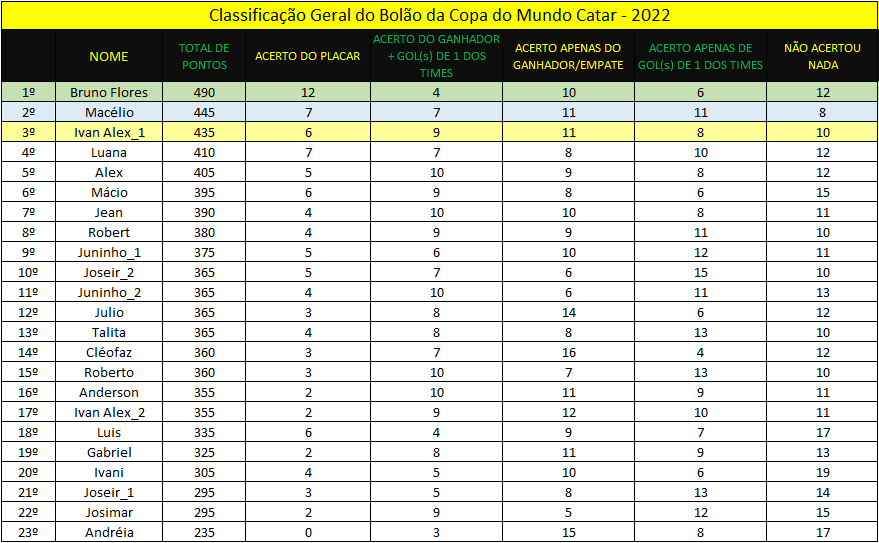 Classificação Geral do Bolão da Copa do Mundo Catar - 2022
NOME TOTAL DE PONTOS ACERTO DO PLACAR ACERTO DO GANHADOR + GOL(s) DE 1 DOS TIMES ACERTO APENAS DO GANHADOR/EMPATE ACERTO APENAS DE GOL(s) DE 1 DOS TIMES NÃO ACERTOU NADA
1º Bruno Flores 490 12 4 10 6 12
2º Macélio 445 7 7 11 11 8
3º Ivan Alex_1 435 6 9 11 8 10
4º Luana 410 7 7 8 10 12
5º Alex 405 5 10 9 8 12
6º Mácio 395 6 9 8 6 15
7º Jean 390 4 10 10 8 11
8º Robert 380 4 9 9 11 10
9º Juninho_1 375 5 6 10 12 11
10º Joseir_2 365 5 7 6 15 10
11º Juninho_2 365 4 10 6 11 13
12º Julio 365 3 8 14 6 12
13º Talita 365 4 8 8 13 10
14º Cléofaz 360 3 7 16 4 12
15º Roberto 360 3 10 7 13 10
16º Anderson 355 2 10 11 9 11
17º Ivan Alex_2 355 2 9 12 10 11
18º Luis 335 6 4 9 7 17
19º Gabriel 325 2 8 11 9 13
20º Ivani 305 4 5 10 6 19
21º Joseir_1 295 3 5 8 13 14
22º Josimar 295 2 9 5 12 15
23º Andréia 235 0 3 15 8 17